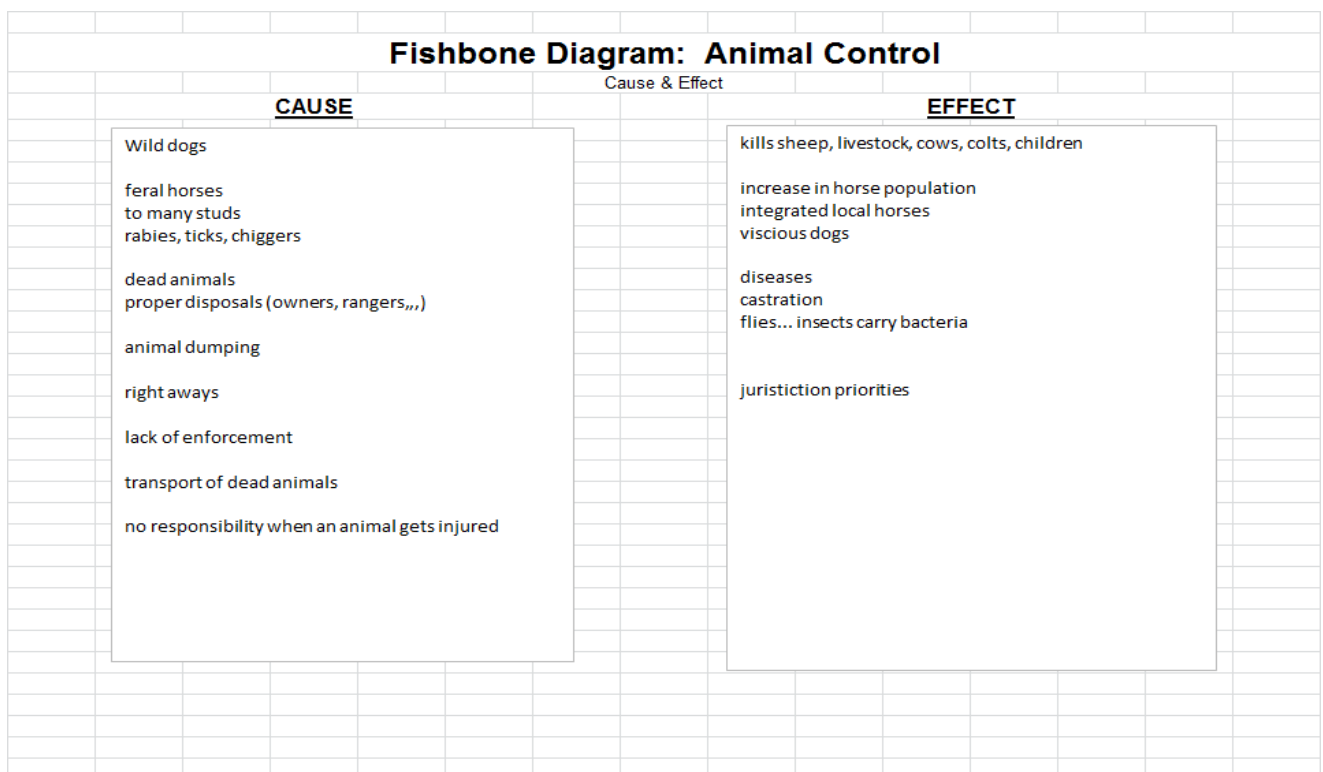 Fishbone Diagram:  Animal Control
Cause & Effect
CAUSE
Wild dogs
feral horses
to many studs
rabies, ticks, chiggers
dead animals
proper disposals (owners, rangers,,,)
animal dumping
right aways
lack of enforcement
transport of dead animals
no responsibility when an animal gets injured
EFFECT
kills sheep, livestock, cows, colts, children
increase in horse population
integrated local horses
viscious dogs
diseases
castration
flies... insects carry bacteria
juristiction priorities